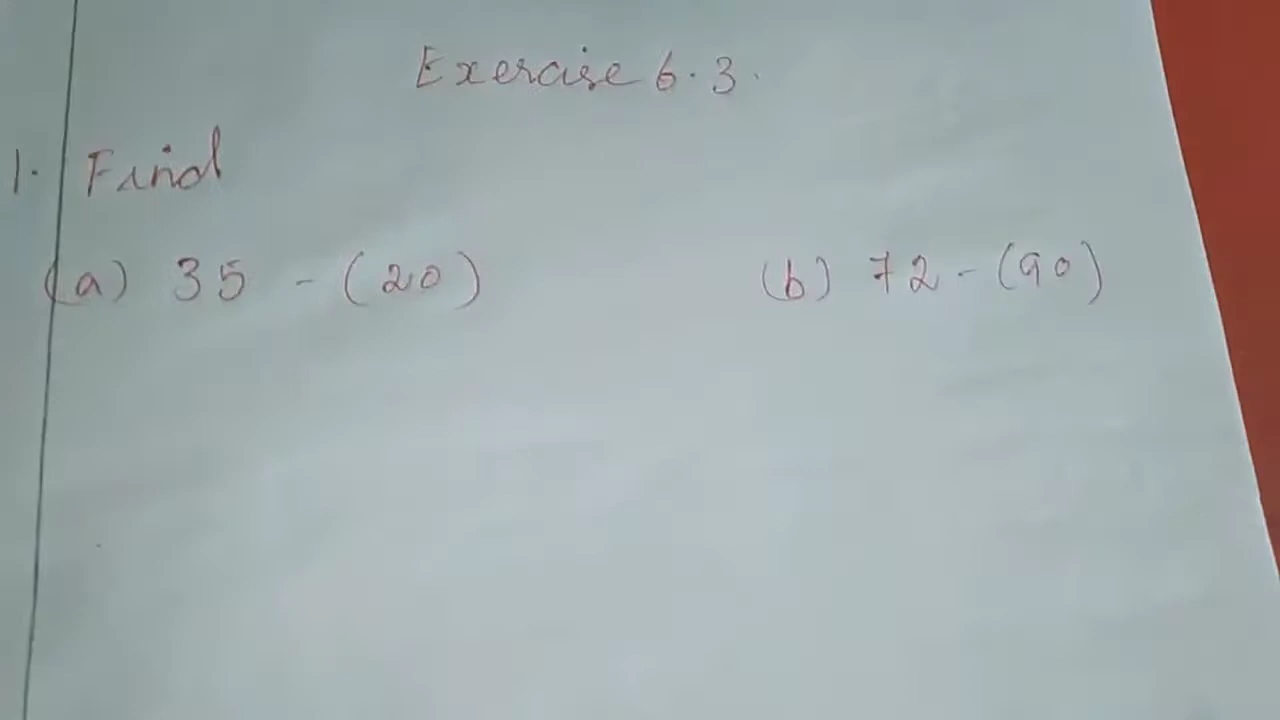 Exercise 6.3.
1. Find
(a) 35 - (20) (b) 72 - (90)